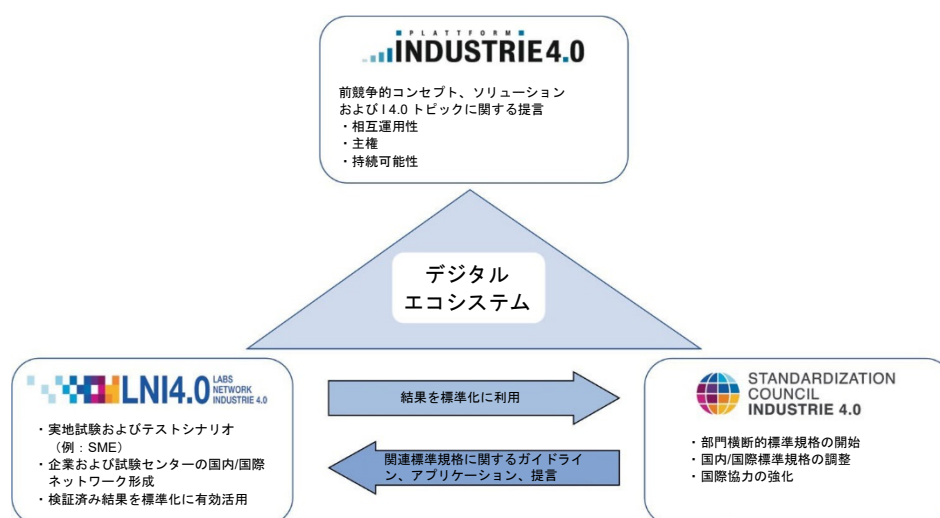 PLATTFORM
INDUSTRIE4.0
前競争的コンセプト、ソリューション
および I 4.0 トピックに関する提言
・相互運用性
・主権
・持続可能性
デジタル
エコシステム
LNI4.0 LABS
NETWORK
INDUSTRIE 4.0
・実地試験およびテストシナリオ
（例：SME）
・企業および試験センターの国内/国際
ネットワーク形成
・検証済み結果を標準化に有効活用
結果を標準化に利用
関連標準規格に関するガイドライ
ン、アプリケーション、提言
STANDARDIZATION
COUNCIL
INDUSTRIE 4.0
・部門横断的標準規格の開始
・国内/国際標準規格の調整
・国際協力の強化